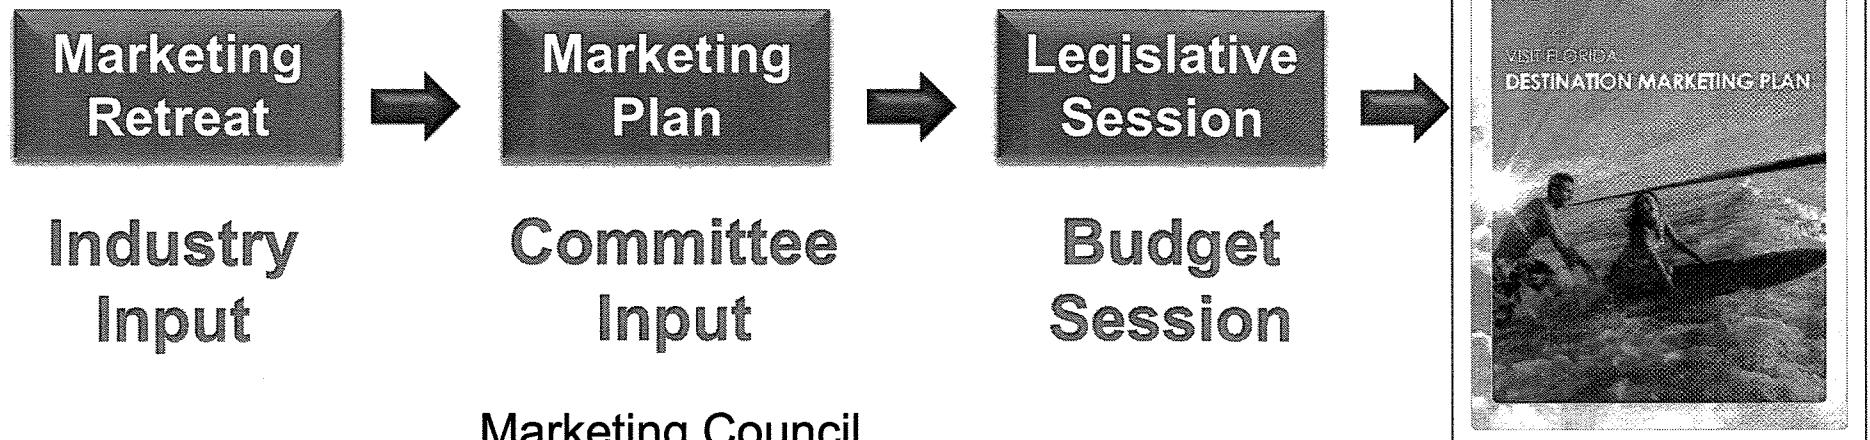 Marketing
Retreat
Marketing
Plan
Legislative
Session
VISIT FLORIDA
DESTINATION MARKETING PLAN
Industry
Input
Committee
Input
Budget
Session
Marketing Council